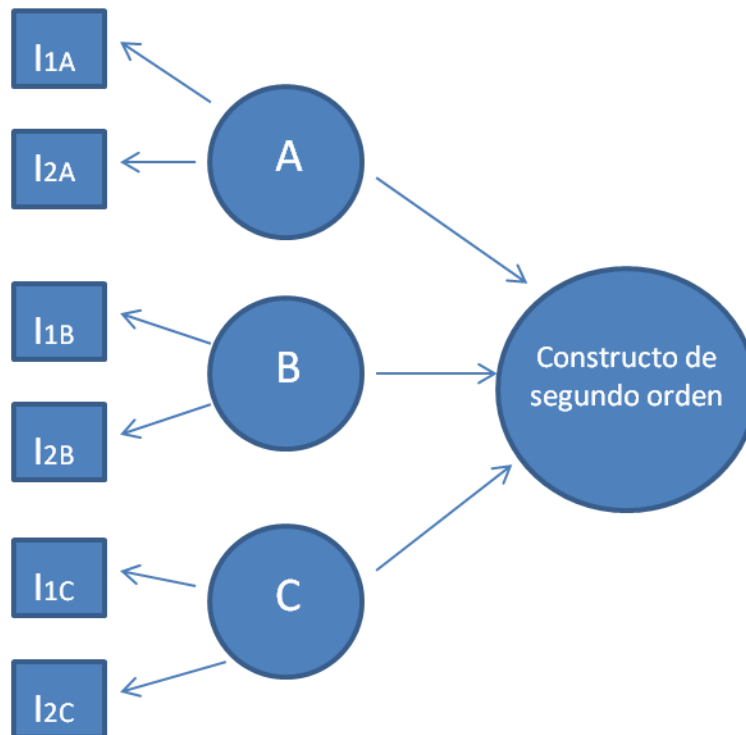 I1A
A
I2A
I1B
B
Constructo de
segundo orden
I2B
I1C
C
I2C